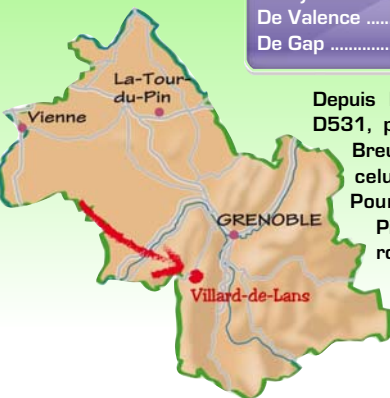 De Valence .....
De Gap ...............
La-Tour-
du-Pin
Vienne
GRENOBLE
Villard-de-Lans
Depuis
D531, p
Breu
celu
Pour
P
ro